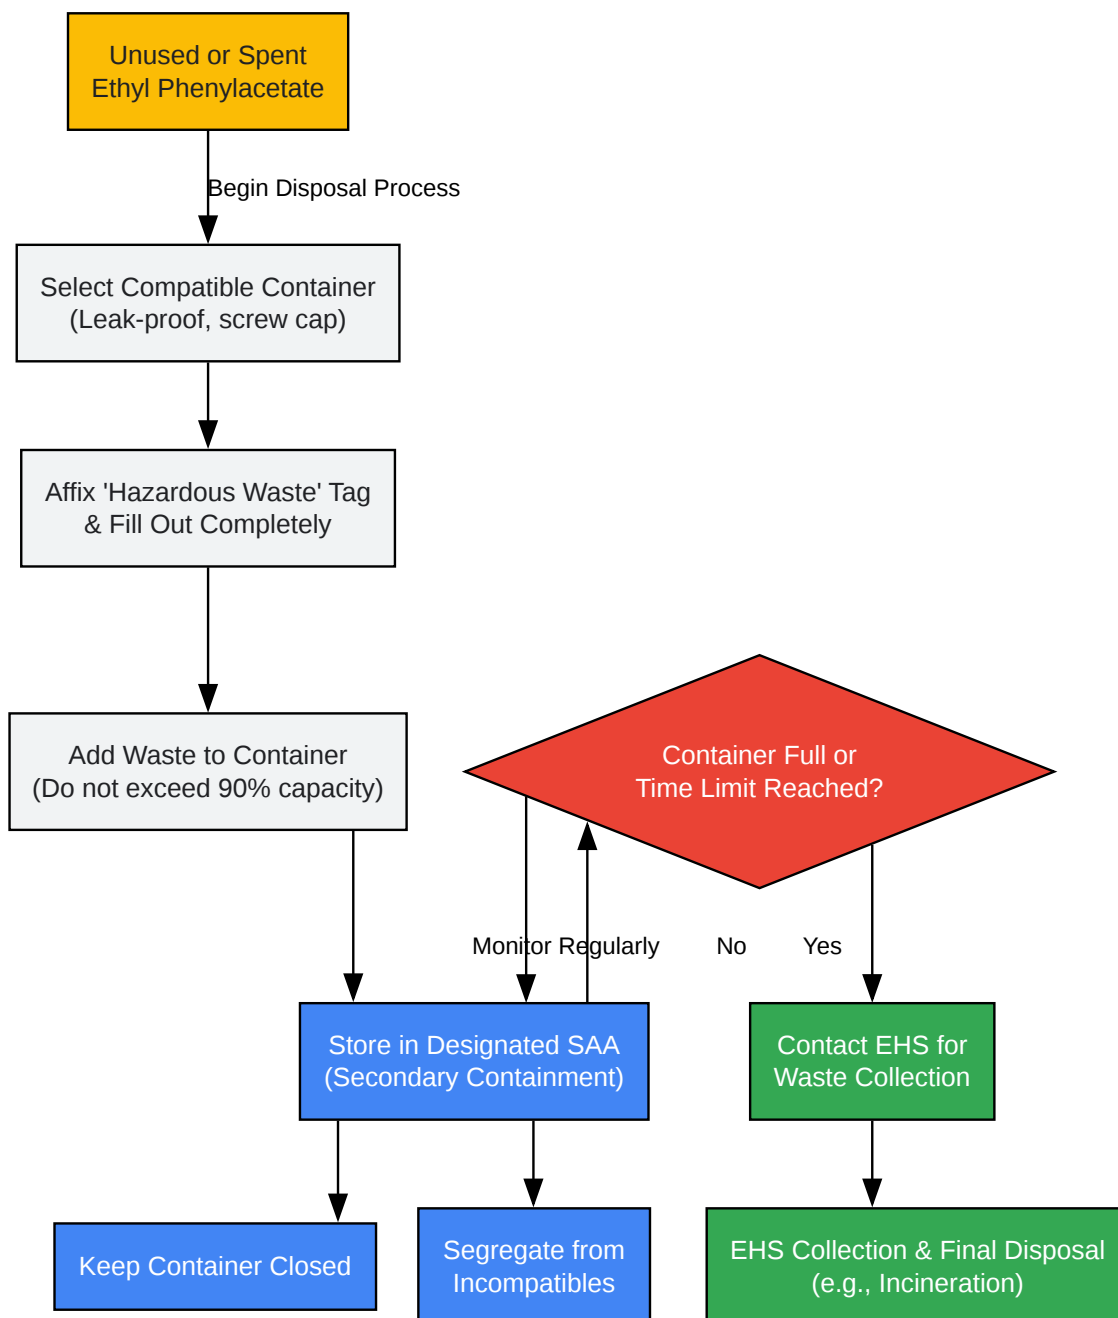 Unused or Spent
Ethyl Phenylacetate
Begin Disposal Process
Select Compatible Container
(Leak-proof, screw cap)
Affix 'Hazardous Waste' Tag
& Fill Out Completely
Add Waste to Container
(Do not exceed 90% capacity)
Container Full or
Time Limit Reached?
Monitor Regularly
No
Yes
Store in Designated SAA
(Secondary Containment)
Contact EHS for
Waste Collection
Keep Container Closed
Segregate from
Incompatibles
EHS Collection & Final Disposal
(e.g., Incineration)